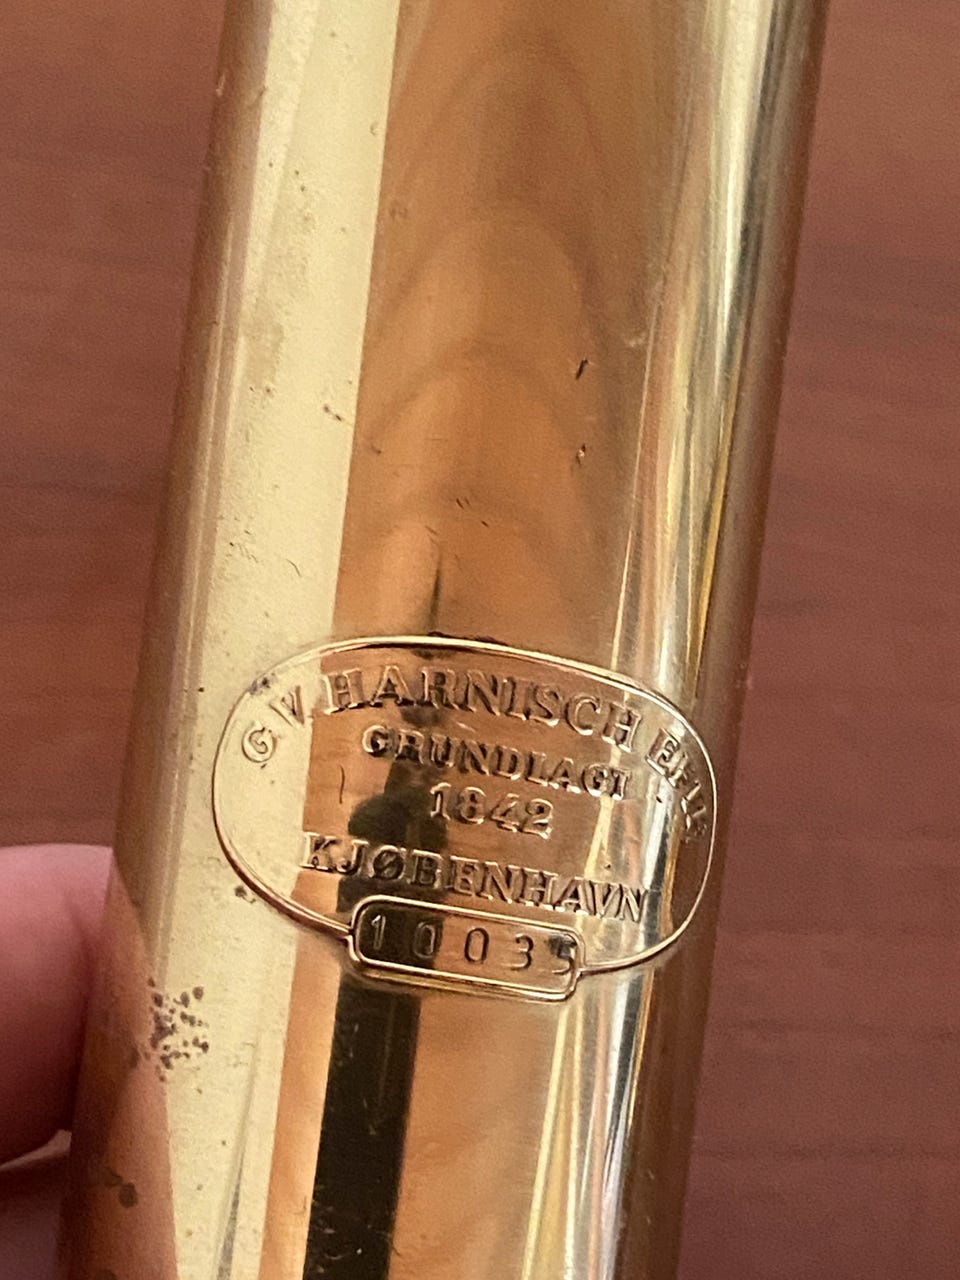 G. V. HARNISCH EFTF
GRUNDLAGT
1842
KJØBENHAVN
10035